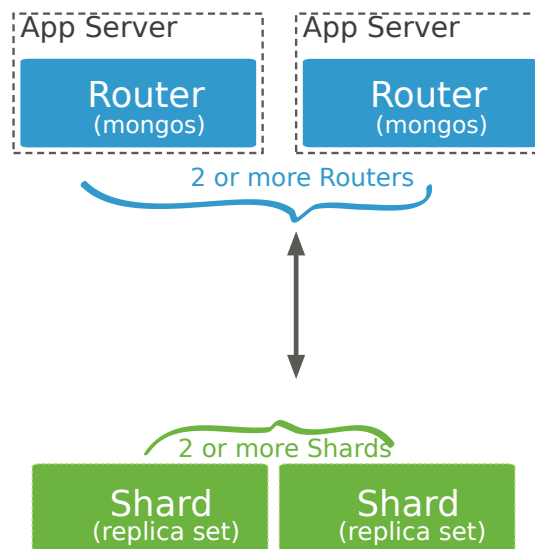 App Server
App Server
Router
(mongos)
Router
(mongos)
2 or more Routers
2 or more Shards
Shard
(replica set)
Shard
(replica set)